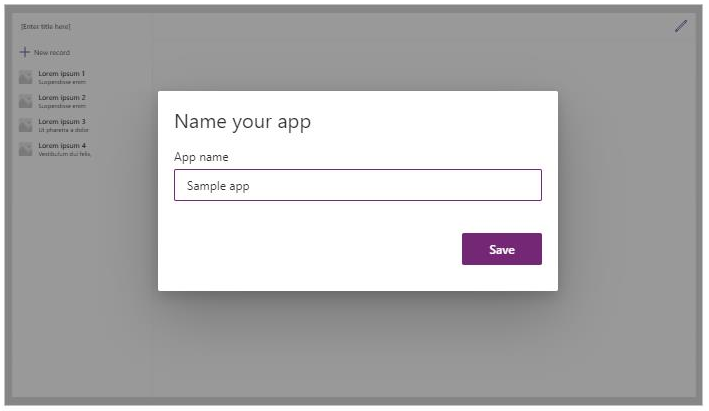 [Enter title here]
New record
Lorem ipsum 1
Suspendisse enim
Lorem ipsum 2
Suspendisse enim
Lorem ipsum 3
Ut pharetra a dolor
Lorem ipsum 4
Vestibulum dui felis,
Name your app
App name
Sample app
Save